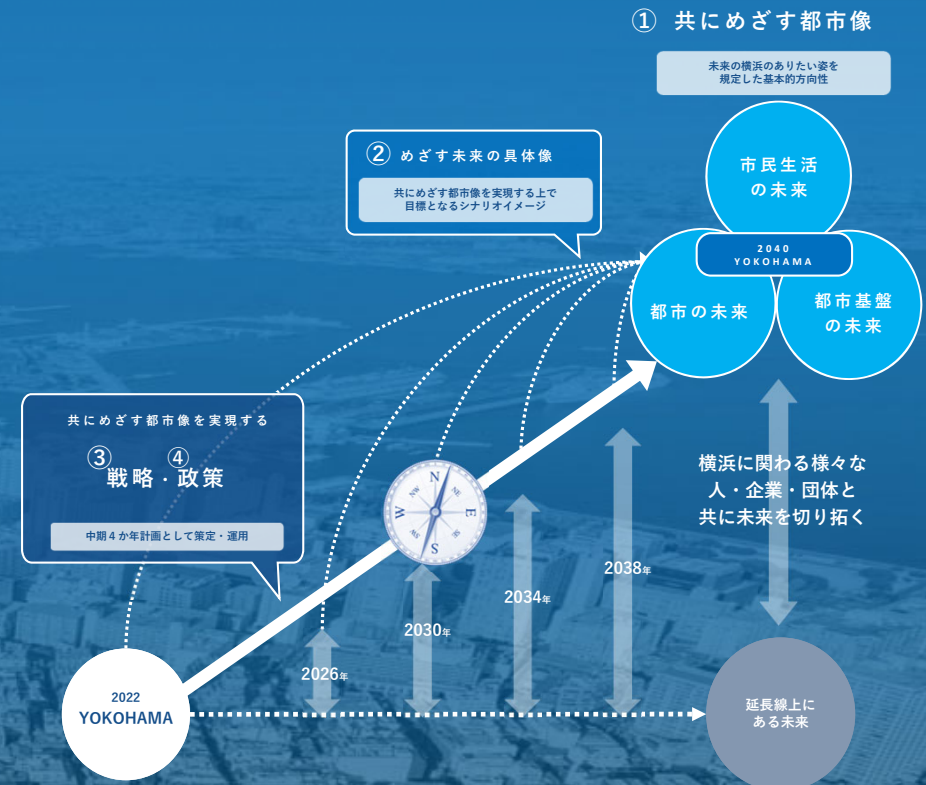 ① 共にめざす都市像
未来の横浜のありたい姿を
規定した基本的方向性
市民生活
の未来
2040
YOKOHAMA
都市の未来
都市基盤
の未来
② めざす未来の具体像
共にめざす都市像を実現する上で
目標となるシナリオイメージ
共にめざす都市像を実現する
③ ④
戦略・政策
中期4か年計画として策定・運用
N
NE
E
SE
S
SW
W
NW
横浜に関わる様々な
人・企業・団体と
共に未来を切り拓く
2038年
2034年
2030年
2026年
2022
YOKOHAMA
延長線上に
ある未来